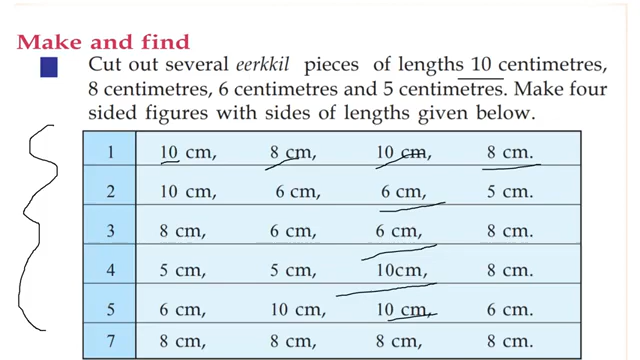 Make and find
Cut out several eerkkil pieces of lengths 10 centimetres,
8 centimetres, 6 centimetres and 5 centimetres. Make four
sided figures with sides of lengths given below.
1 10 cm, 8 cm, 10 cm, 8 cm.
2 10 cm, 6 cm, 6 cm, 5 cm.
3 8 cm, 6 cm, 6 cm, 8 cm.
4 5 cm, 5 cm, 10cm, 8 cm.
5 6 cm, 10 cm, 10 cm, 6 cm.
7 8 cm, 8 cm, 8 cm, 8 cm.